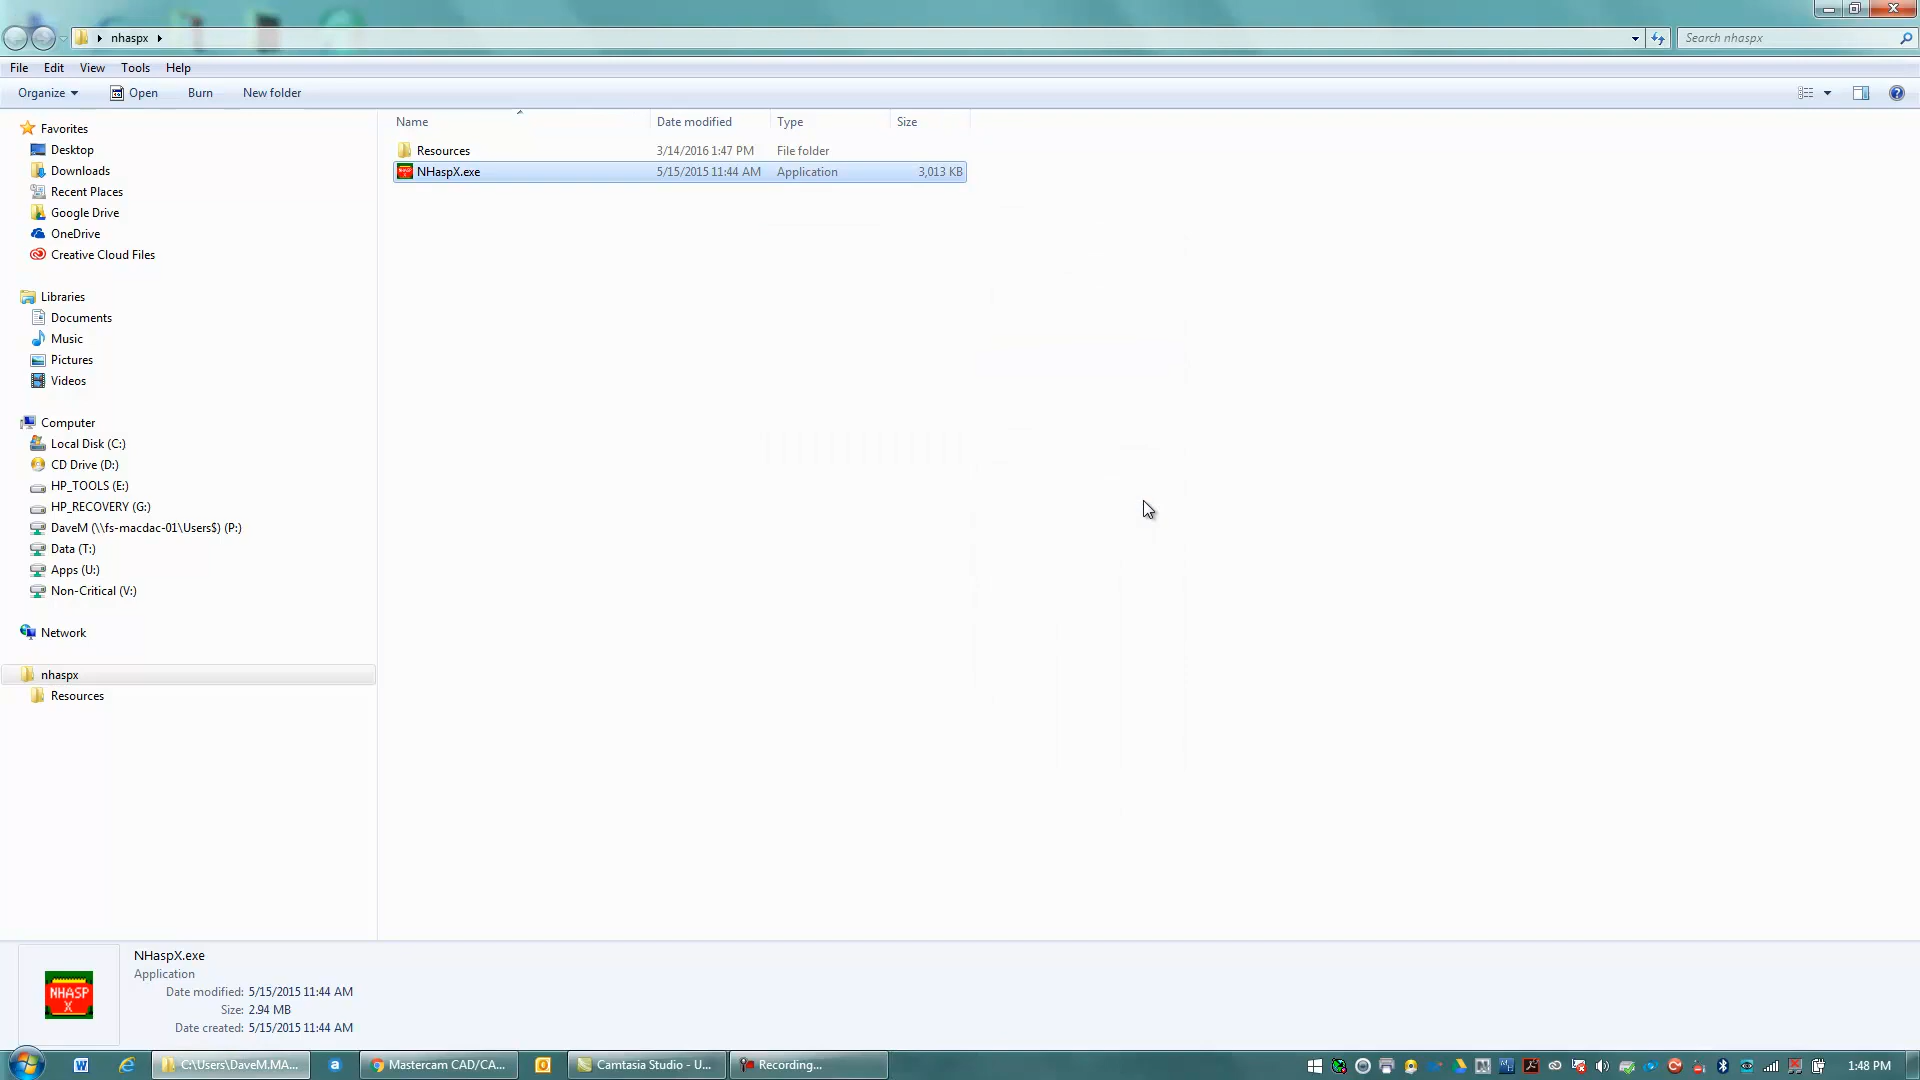 nhaspx
Search nhaspx
File Edit View Tools Help
Organize Open Burn New folder
Name Date modified Type Size
Resources 3/14/2016 1:47 PM File folder
NHaspX.exe 5/15/2015 11:44 AM Application 3,013 KB
Favorites
Desktop
Downloads
Recent Places
Google Drive
OneDrive
Creative Cloud Files
Libraries
Documents
Music
Pictures
Videos
Computer
Local Disk (C:)
CD Drive (D:)
HP_TOOLS (E:)
HP_RECOVERY (G:)
DaveM (\\fs-macdac-01\Users$) (P:)
Data (T:)
Apps (U:)
Non-Critical (V:)
Network
nhaspx
Resources
NHASP
X
NHaspX.exe
Application
Date modified: 5/15/2015 11:44 AM
Size: 2.94 MB
Date created: 5/15/2015 11:44 AM
C:\Users\DaveM.MA... Mastercam CAD/CA... Camtasia Studio - U... Recording... 1:48 PM